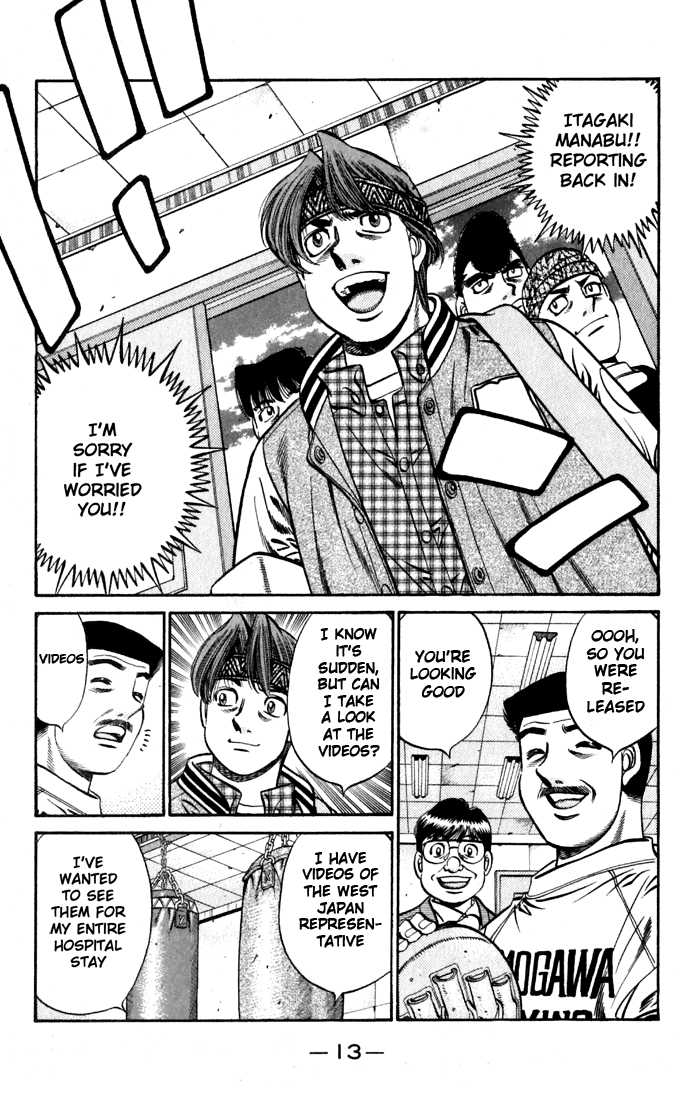 ITAGAKI
MANABU!!
REPORTING
BACK IN!
I'M
SORRY
IF I'VE
WORRIED
YOU!!
OOOH,
SO YOU
WERE
RE-
LEASED
YOU'RE
LOOKING
GOOD
I KNOW
IT'S
SUDDEN,
BUT CAN
I TAKE
A LOOK
AT THE
VIDEOS?
VIDEOS
I HAVE
VIDEOS
OF THE WEST
JAPAN
REPRESEN-
TATIVE
I'VE
WANTED
TO SEE
THEM FOR
MY ENTIRE
HOSPITAL
STAY
MOGAWA
— 13 —